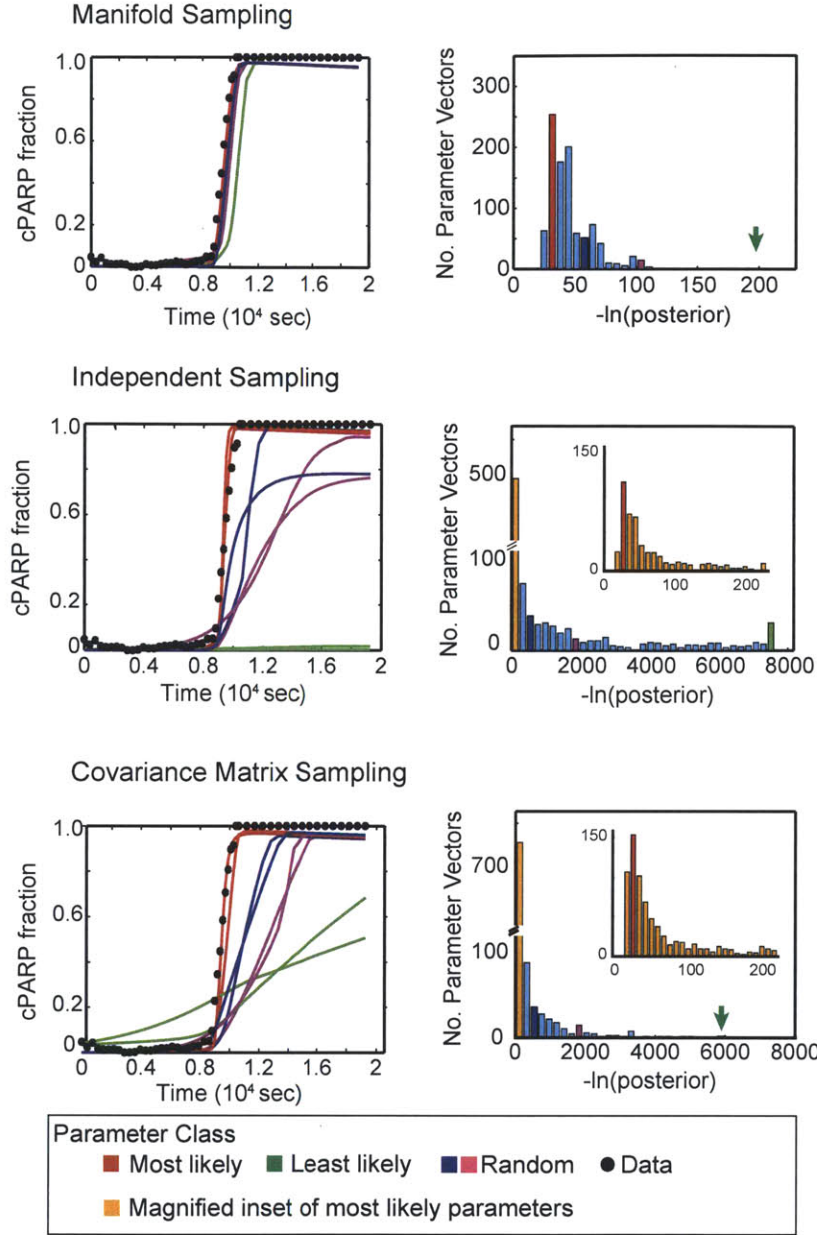 Manifold Sampling
cPARP fraction
1.0
0.6
0.2
0
0 0.4 0.8 1.2 1.6 2
Time (10⁴ sec)
No. Parameter Vectors
300
200
100
0
0 50 100 150 200
-ln(posterior)
Independent Sampling
cPARP fraction
1.0
0.6
0.2
0
0 0.4 0.8 1.2 1.6 2
Time (10⁴ sec)
No. Parameter Vectors
500
100
0
0 2000 4000 6000 8000
-ln(posterior)
150
0
0 100 200
Covariance Matrix Sampling
cPARP fraction
1.0
0.6
0.2
0
0 0.4 0.8 1.2 1.6 2
Time (10⁴ sec)
No. Parameter Vectors
700
100
0
0 2000 4000 6000 8000
-ln(posterior)
150
0
0 100 200
Parameter Class
Most likely Least likely Random Data
Magnified inset of most likely parameters